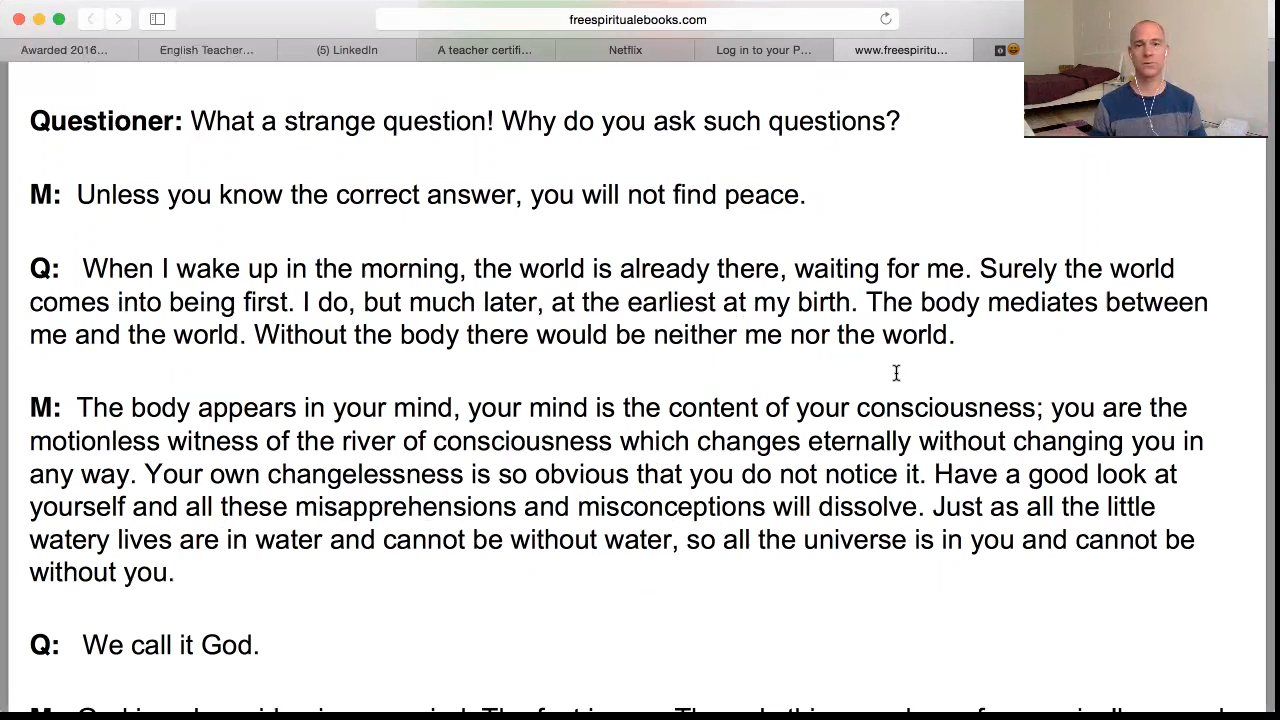 freespiritualebooks.com
Awarded 2016... English Teacher... (5) LinkedIn A teacher certifi... Netflix Log in to your P... www.freespiritu...
Questioner: What a strange question! Why do you ask such questions?
M: Unless you know the correct answer, you will not find peace.
Q: When I wake up in the morning, the world is already there, waiting for me. Surely the world
comes into being first. I do, but much later, at the earliest at my birth. The body mediates between
me and the world. Without the body there would be neither me nor the world.
M: The body appears in your mind, your mind is the content of your consciousness; you are the
motionless witness of the river of consciousness which changes eternally without changing you in
any way. Your own changelessness is so obvious that you do not notice it. Have a good look at
yourself and all these misapprehensions and misconceptions will dissolve. Just as all the little
watery lives are in water and cannot be without water, so all the universe is in you and cannot be
without you.
Q: We call it God.